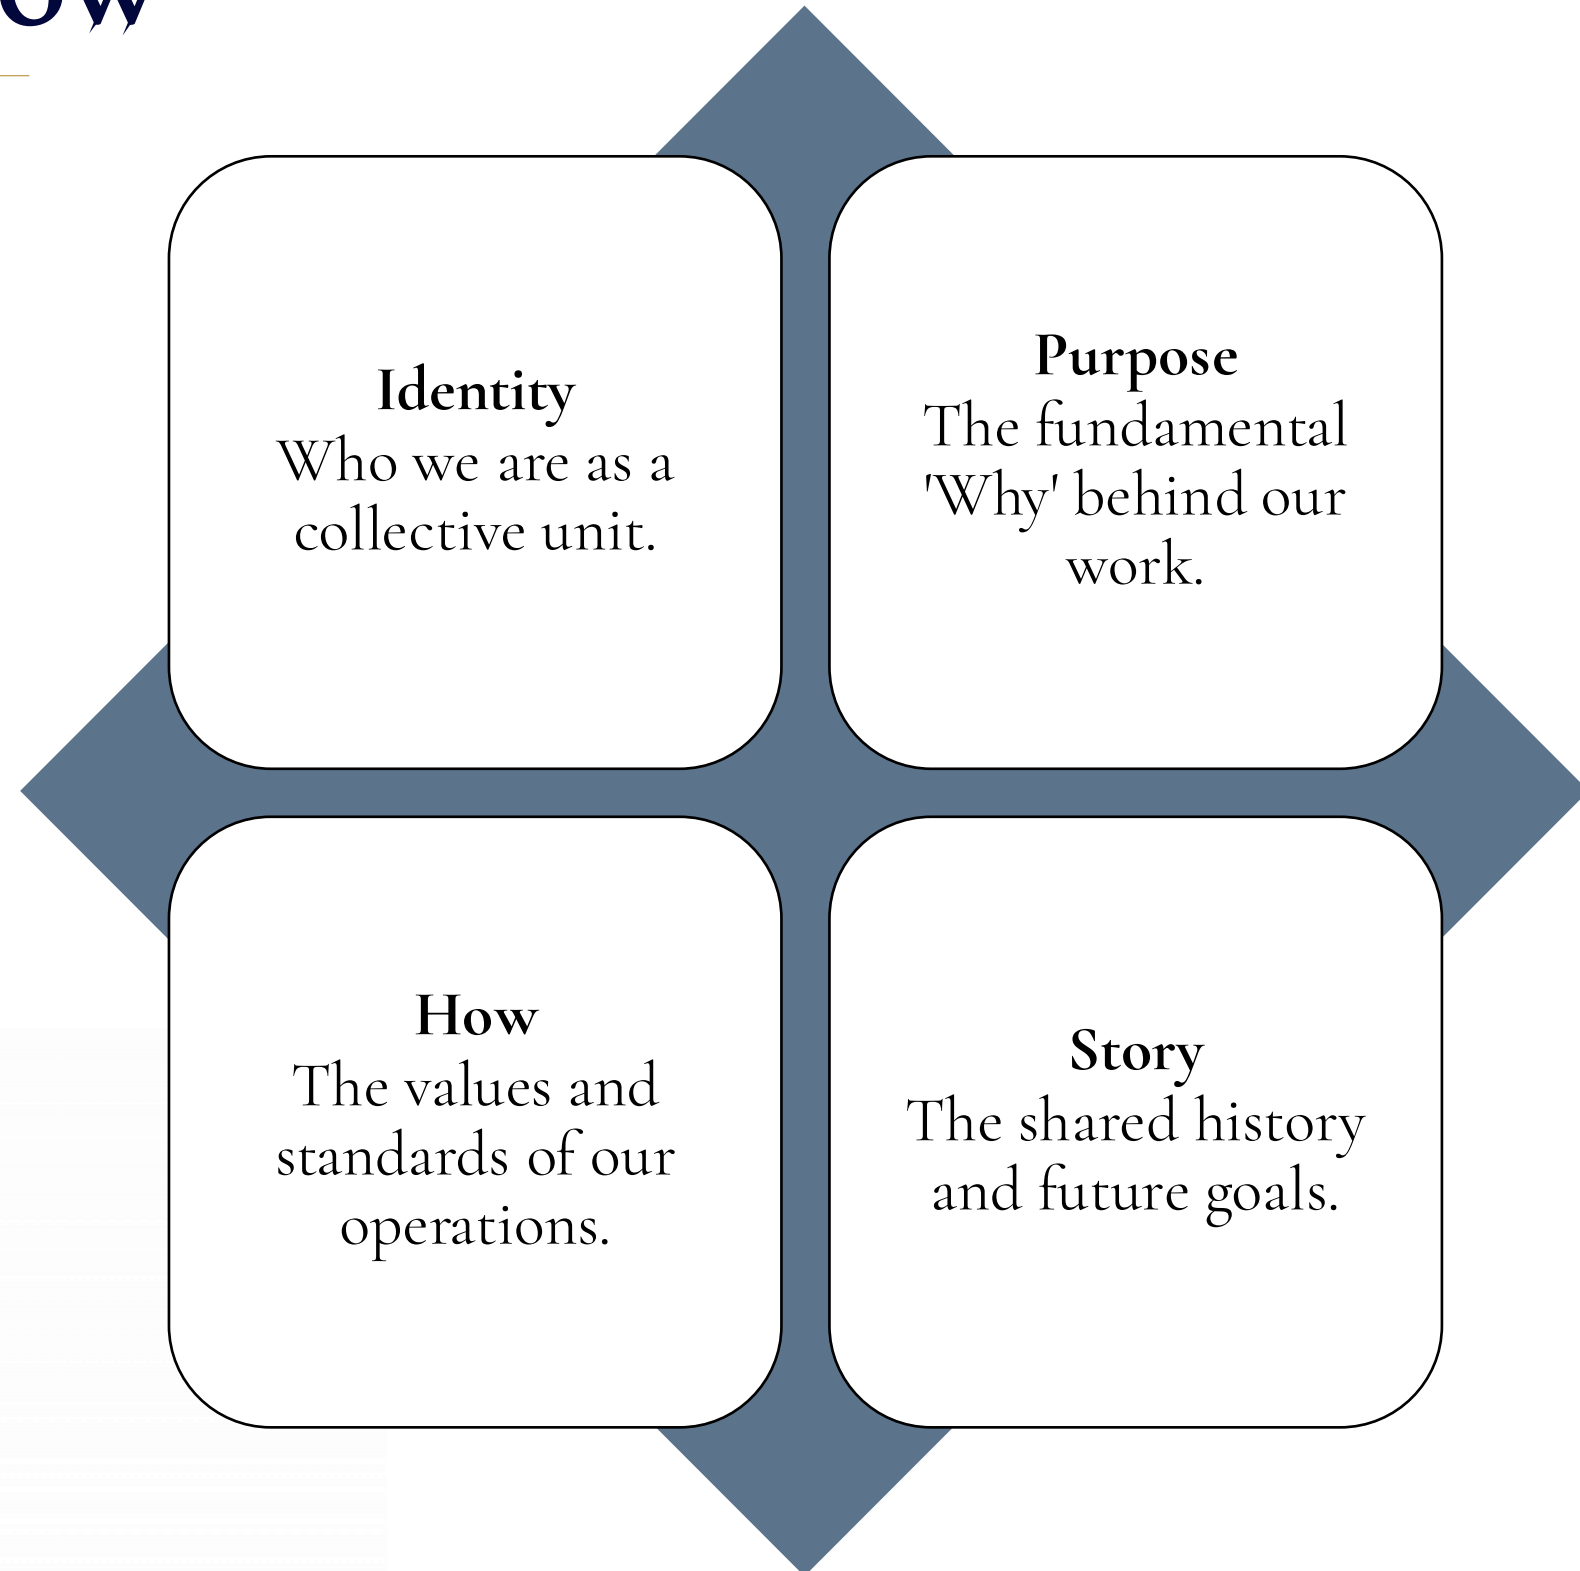 Identity
Who we are as a
collective unit.
Purpose
The fundamental
'Why' behind our
work.
How
The values and
standards of our
operations.
Story
The shared history
and future goals.